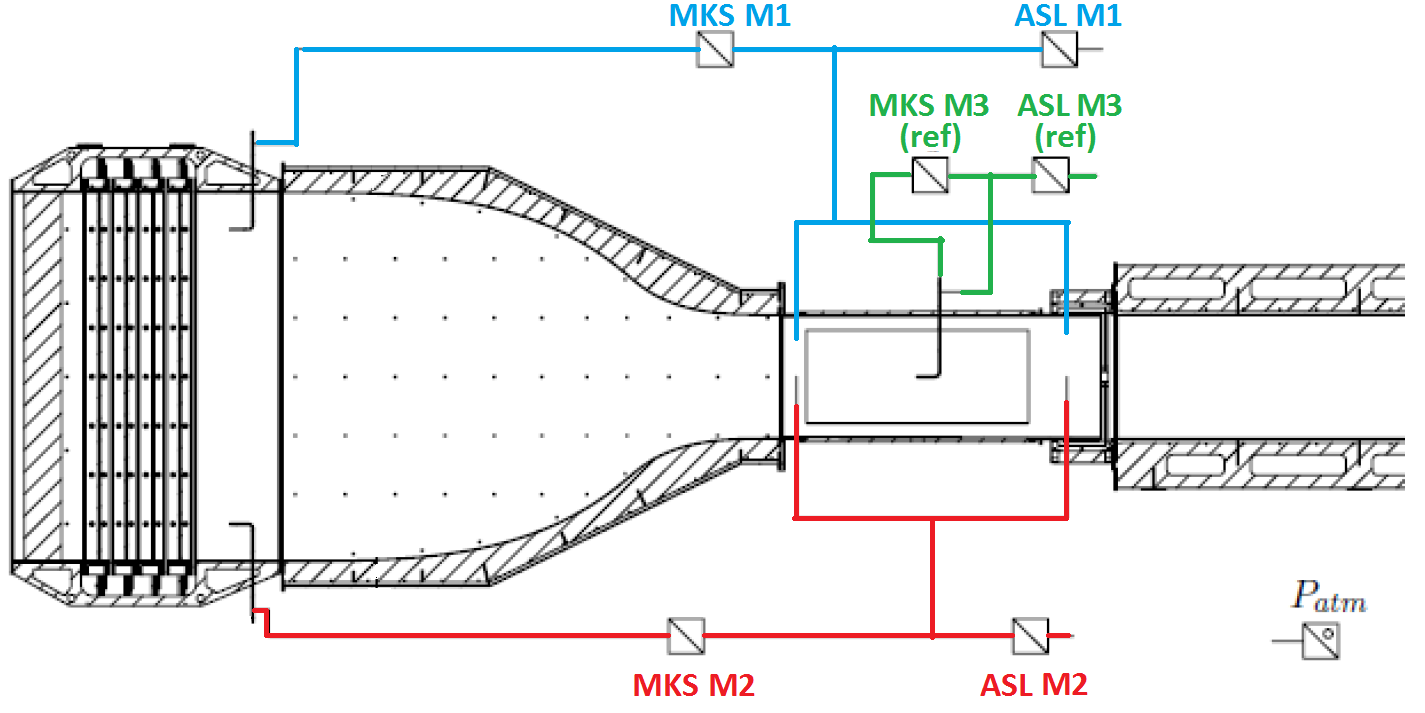 MKS M1
ASL M1
MKS M3
(ref)
ASL M3
(ref)
P_{atm}
MKS M2
ASL M2